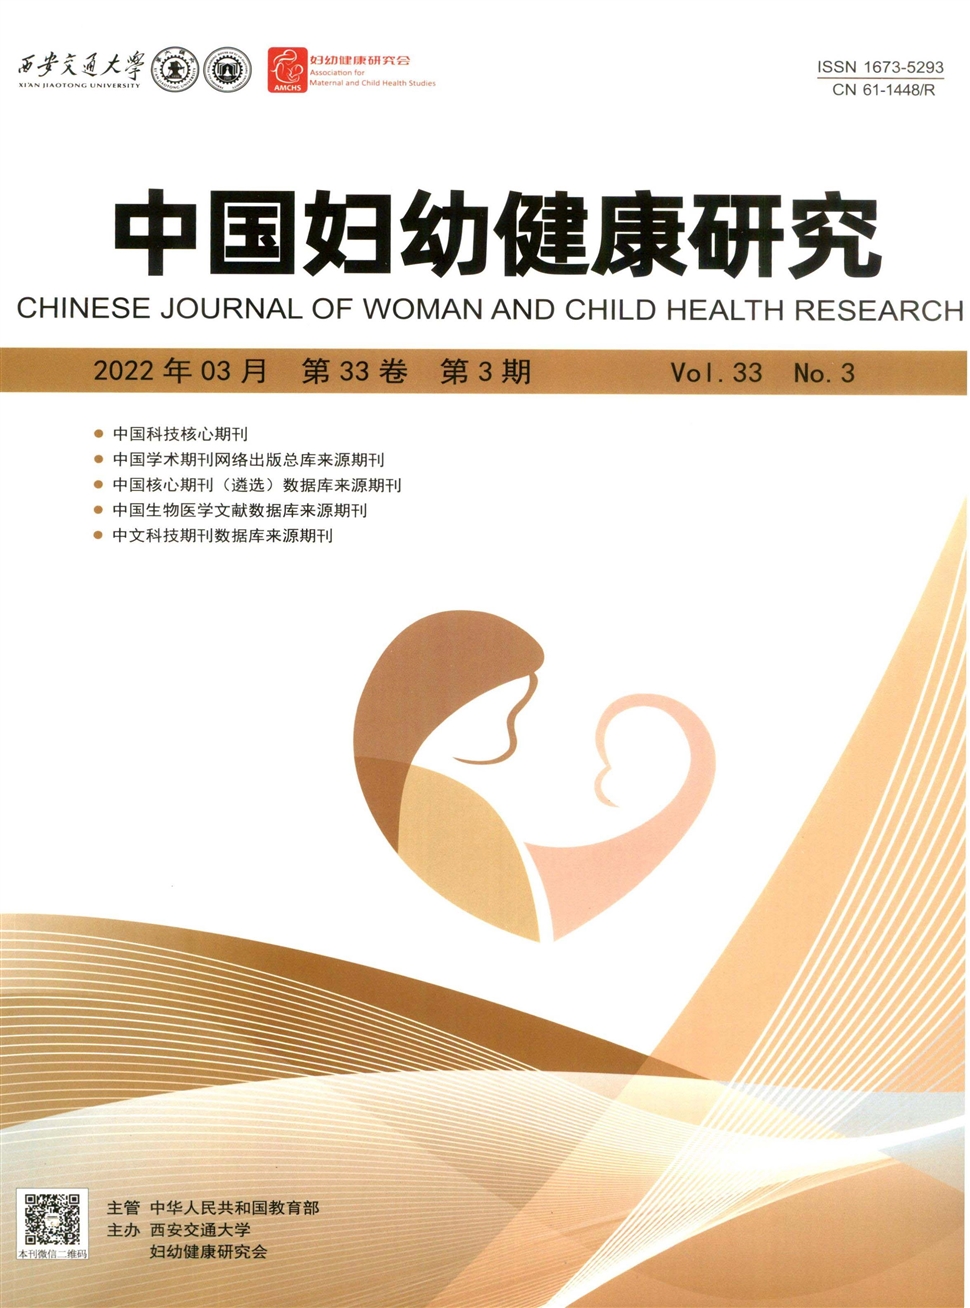 西安交通大学
XI'AN JIAOTONG UNIVERSITY
妇幼健康研究会
Association for
Maternal and Child Health Studies
AMCHS
ISSN 1673-5293
CN 61-1448/R
中国妇幼健康研究
CHINESE JOURNAL OF WOMAN AND CHILD HEALTH RESEARCH
2022年03月 第33卷 第3期 Vol.33 No.3
中国科技核心期刊
中国学术期刊网络出版总库来源期刊
中国核心期刊（遴选）数据库来源期刊
中国生物医学文献数据库来源期刊
中文科技期刊数据库来源期刊
主管 中华人民共和国教育部
主办 西安交通大学
妇幼健康研究会
本刊微信二维码